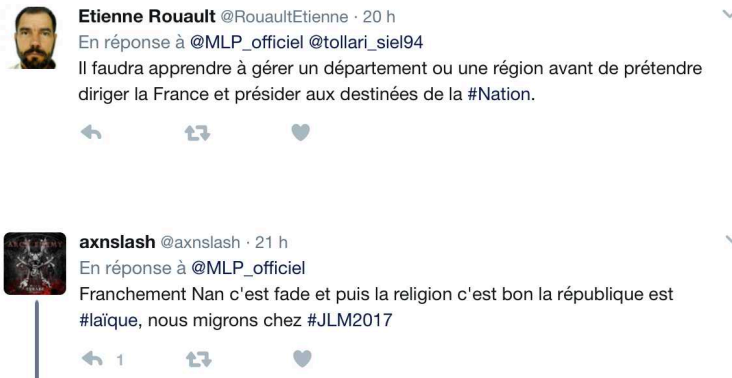 Etienne Rouault @RouaultEtienne · 20 h
En réponse à @MLP_officiel @tollari_siel94
Il faudra apprendre à gérer un département ou une région avant de prétendre
diriger la France et présider aux destinées de la #Nation.
axnslash @axnslash · 21 h
En réponse à @MLP_officiel
Franchement Nan c'est fade et puis la religion c'est bon la république est
#laïque, nous migrons chez #JLM2017
1